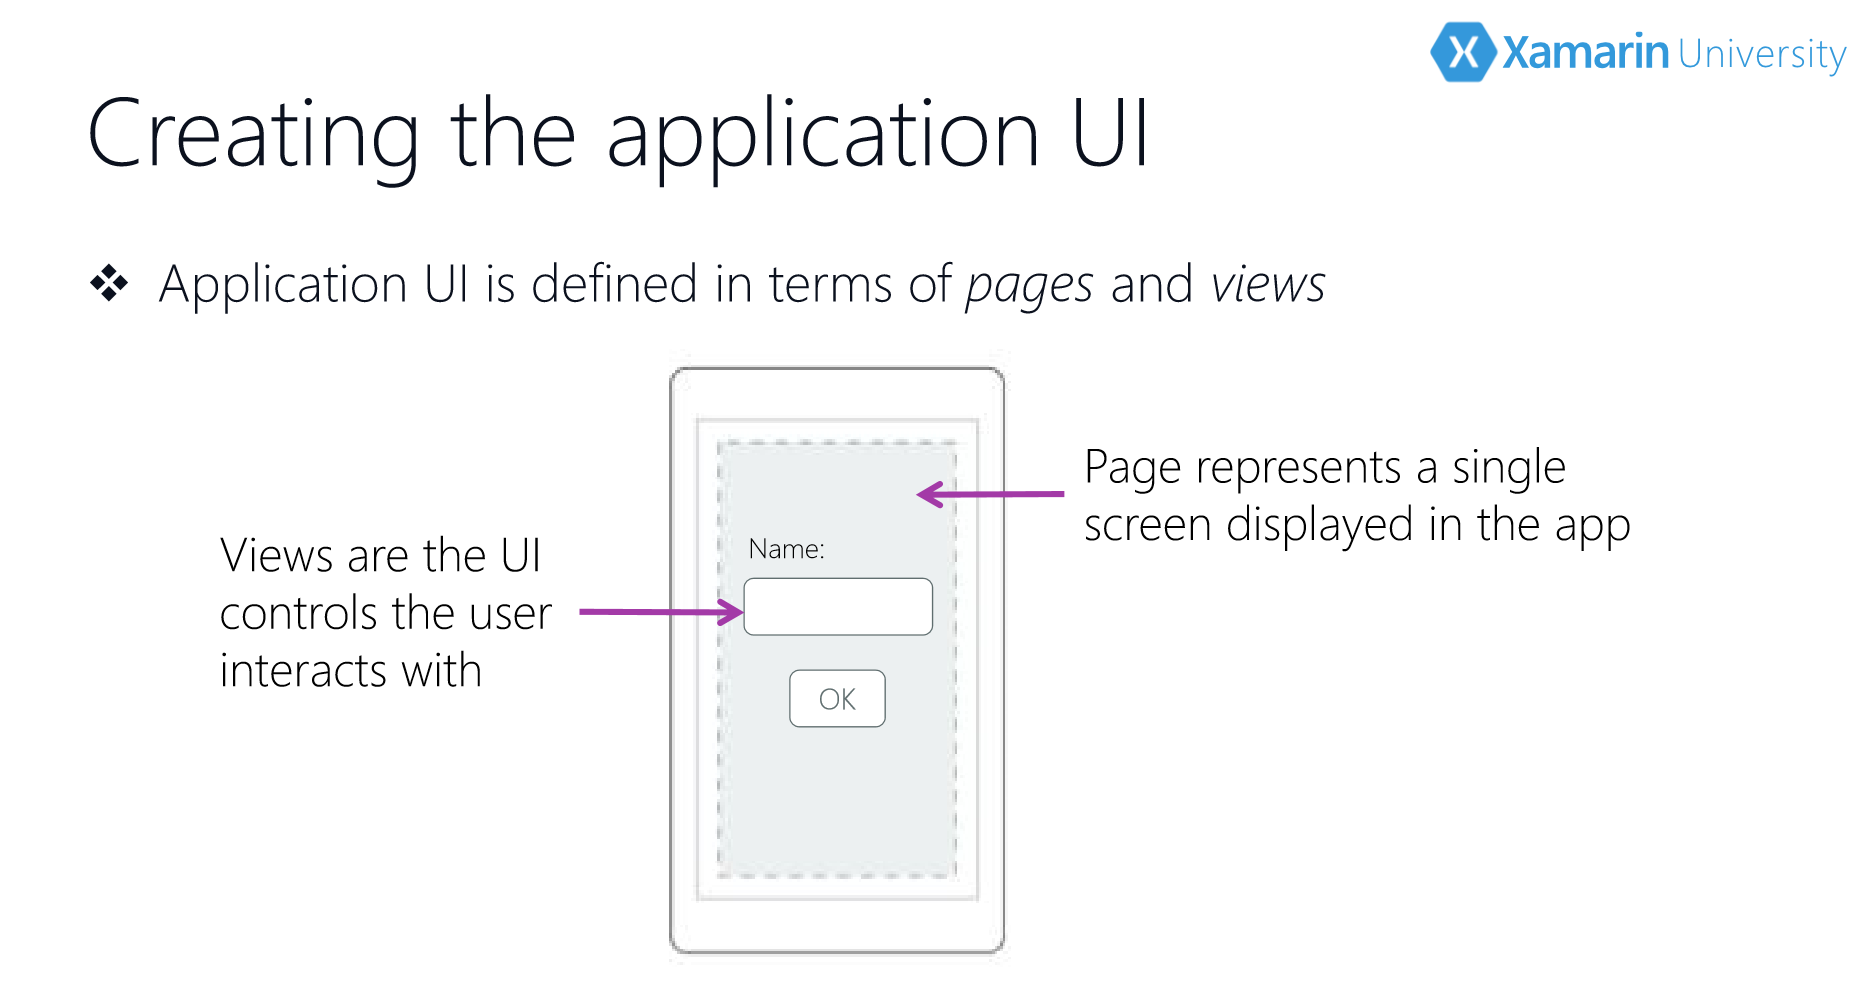 Xamarin University
Creating the application UI
❖ Application UI is defined in terms of pages and views
Page represents a single
screen displayed in the app
Views are the UI
controls the user
interacts with
Name:
OK